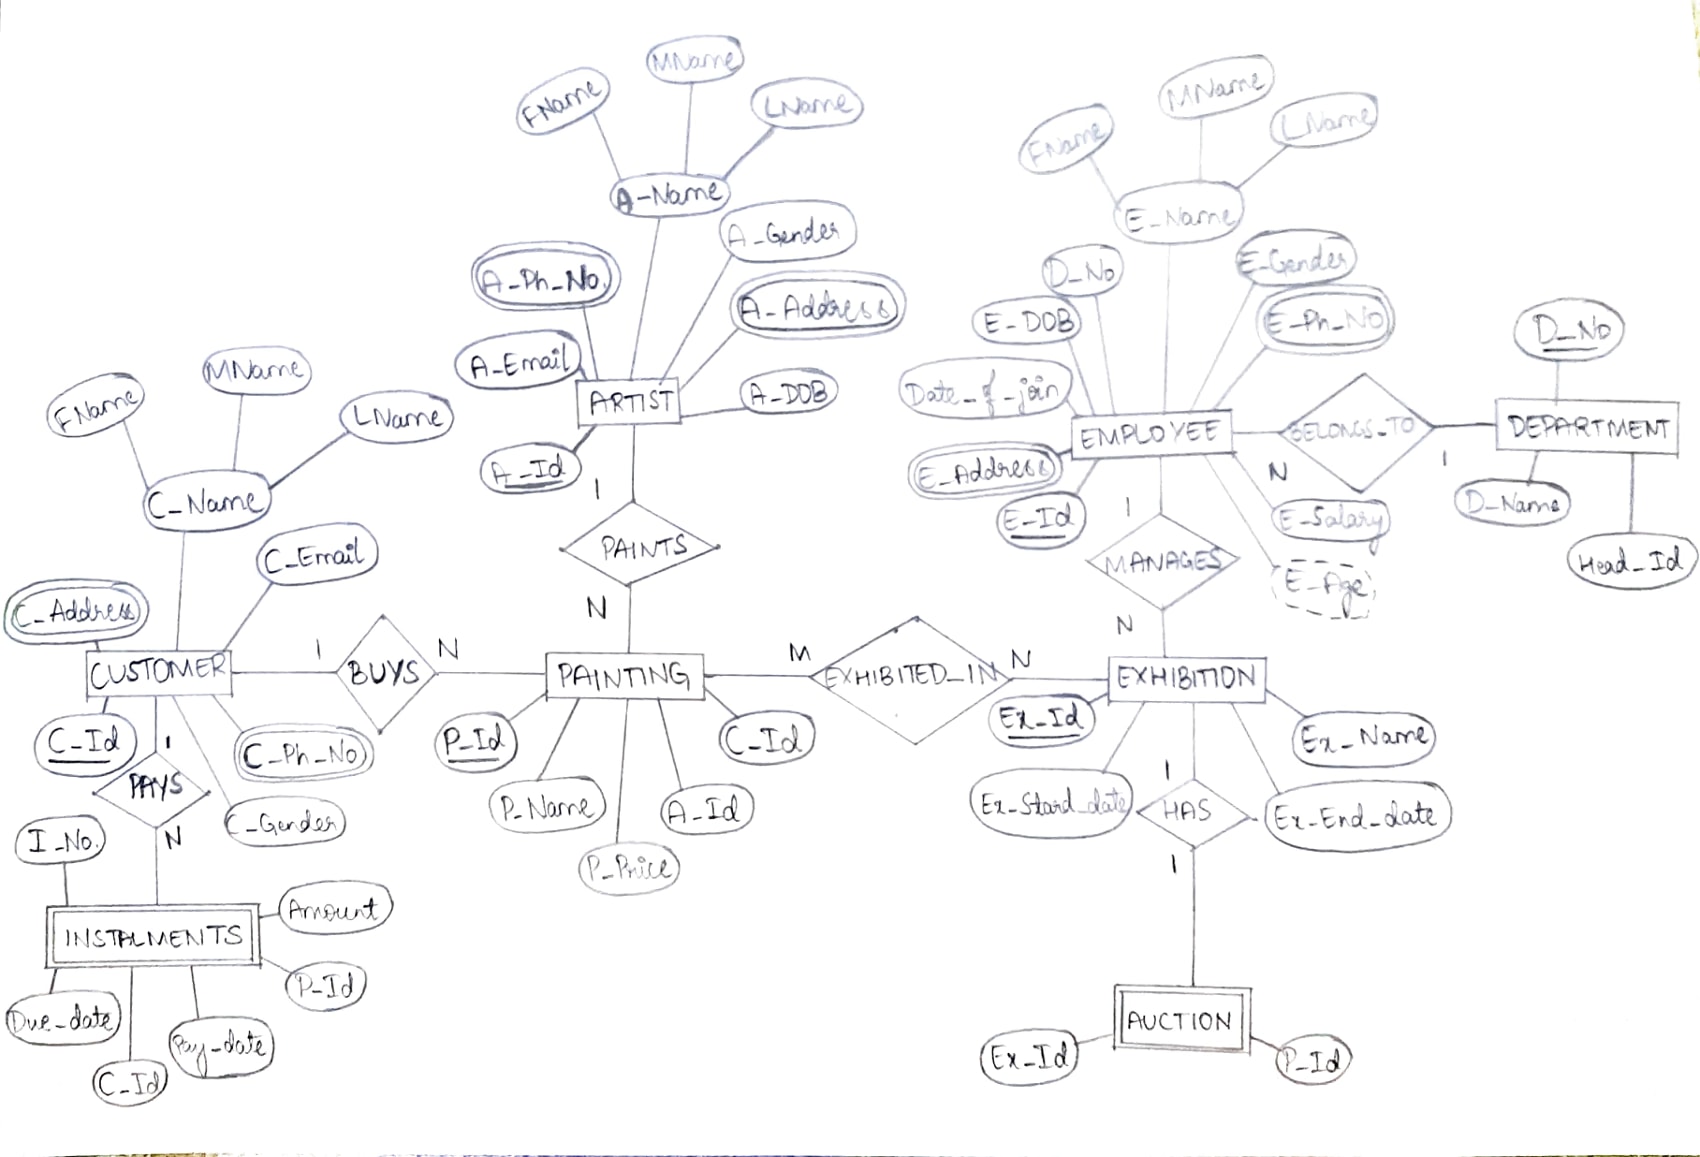 MName
FName
LName
A-Name
A_Gender
A_Ph_No.
A_Address
A_Email
ARTIST
A_DOB
A_Id
1
PAINTS
N
MName
FName
LName
E_Name
D_No
E_Gender
E-DOB
E_Ph_No
Date_of_join
EMPLOYEE
E_Address
E_Id
N
BELONGS_TO
1
D_No
DEPARTMENT
D_Name
Head_Id
E_Salary
E_Age
1
MANAGES
N
MName
FName
LName
C_Name
C_Email
C_Address
CUSTOMER
1
BUYS
N
PAINTING
M
EXHIBITED_IN
N
EXHIBITION
C_Id
C_Ph_No
C_Gender
1
PAYS
N
P_Id
C_Id
P_Name
A_Id
P_Price
Ex_Id
Ex_Name
Ex_Stard_date
Ex_End_date
1
HAS
1
I_No.
Amount
INSTALMENTS
P_Id
Due_date
Pay_date
C_Id
AUCTION
Ex_Id
P_Id